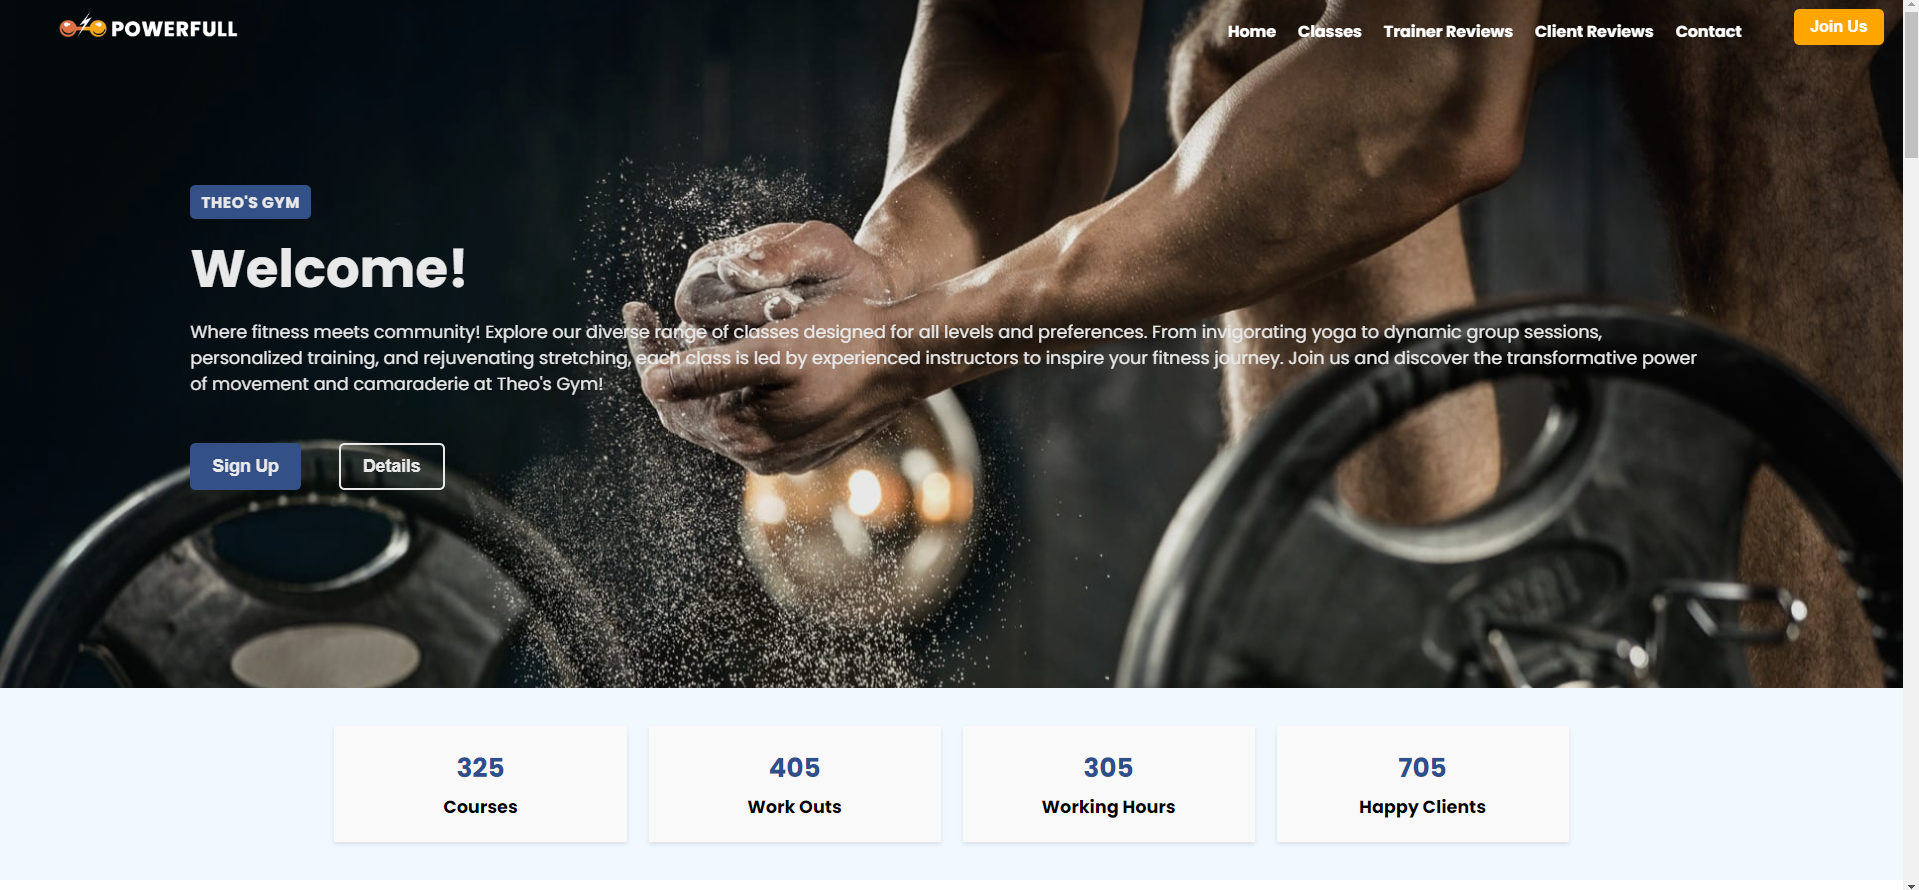 POWERFULL
Home Classes Trainer Reviews Client Reviews Contact Join Us
THEO'S GYM
Welcome!
Where fitness meets community! Explore our diverse range of classes designed for all levels and preferences. From invigorating yoga to dynamic group sessions,
personalized training, and rejuvenating stretching, each class is led by experienced instructors to inspire your fitness journey. Join us and discover the transformative power
of movement and camaraderie at Theo's Gym!
Sign Up Details
325
Courses
405
Work Outs
305
Working Hours
705
Happy Clients